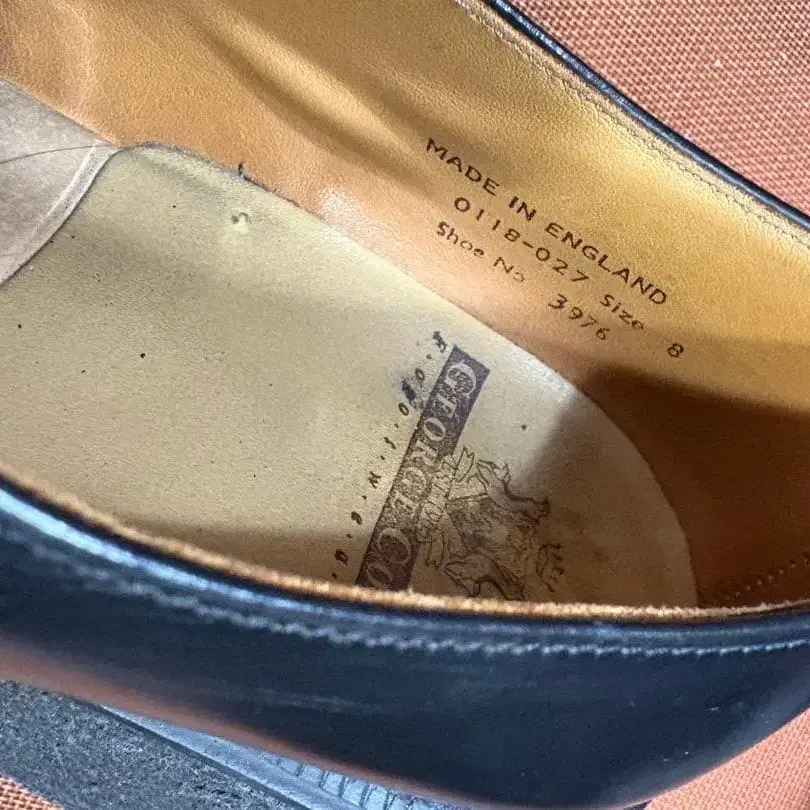 MADE IN ENGLAND
0118-027 Size 8
Shoe No 3976
GEORGE CO